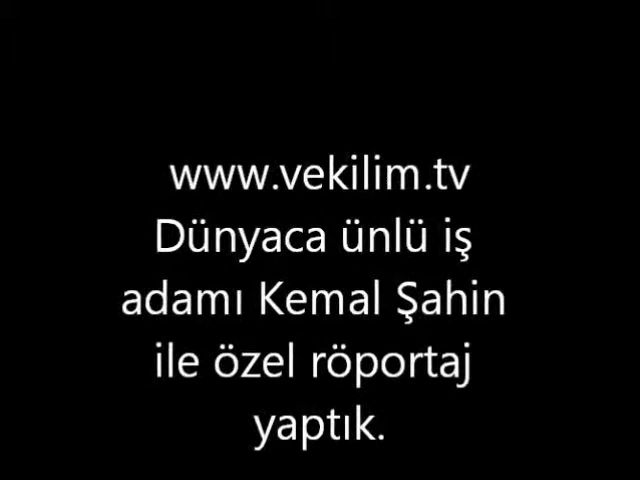 www.vekilim.tv
Dünyaca ünlü iş
adamı Kemal Şahin
ile özel röportaj
yaptık.